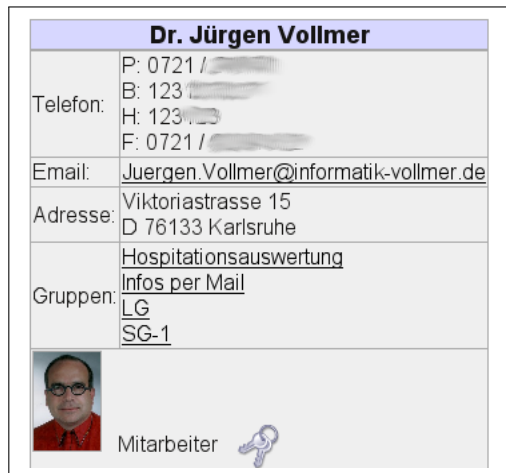 Dr. Jürgen Vollmer
Telefon:
P: 0721 /
B: 123
H: 123
F: 0721 /
Email: Juergen.Vollmer@informatik-vollmer.de
Adresse:
Viktoriastrasse 15
D 76133 Karlsruhe
Gruppen:
Hospitationsauswertung
Infos per Mail
LG
SG-1
Mitarbeiter